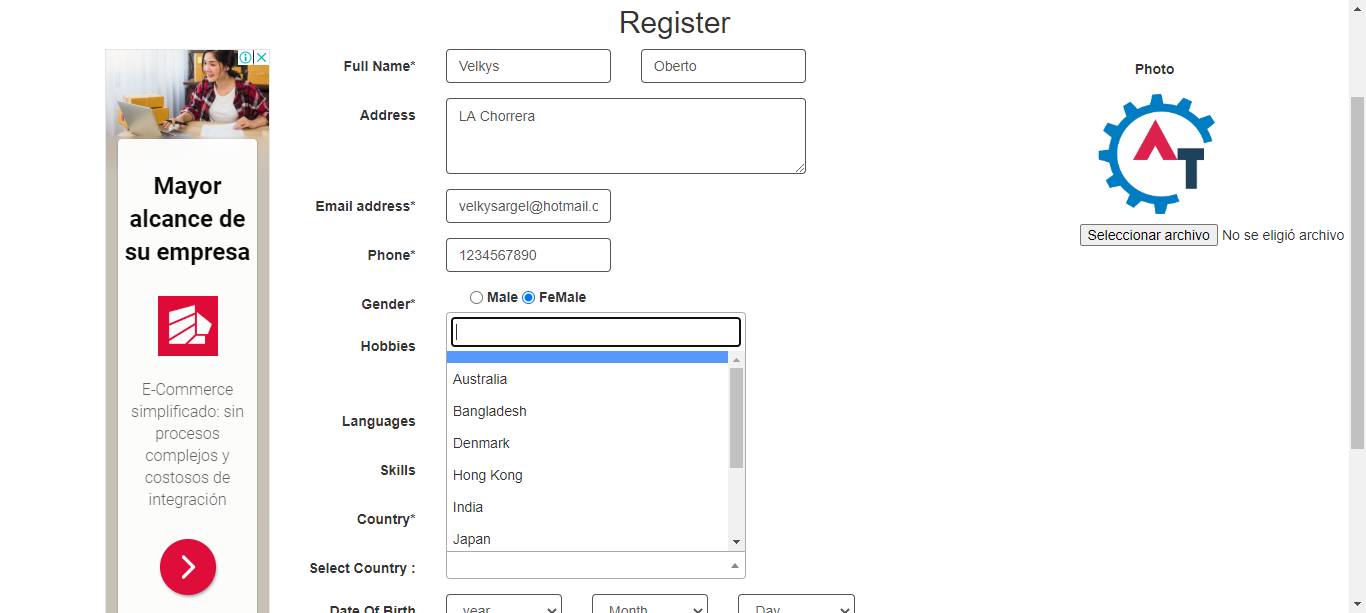 Register
Mayor
alcance de
su empresa
E-Commerce
simplificado: sin
procesos
complejos y
costosos de
integración
Full Name*
Velkys
Oberto
Address
LA Chorrera
Email address*
velkysargel@hotmail.c
Phone*
1234567890
Gender*
Male
FeMale
Hobbies
Languages
Skills
Country*
Australia
Bangladesh
Denmark
Hong Kong
India
Japan
Select Country :
Date Of Birth
year
Month
Day
Photo
AT
Seleccionar archivo No se eligió archivo